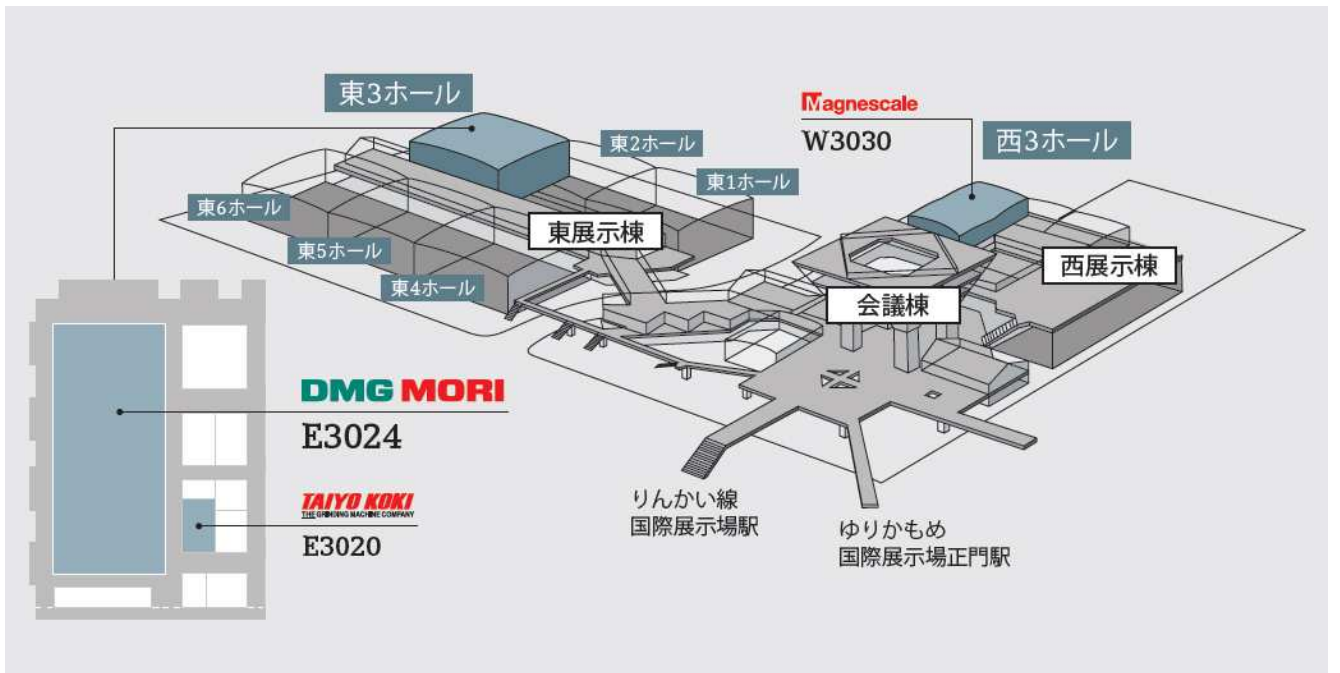 東3ホール
東2ホール
東1ホール
東6ホール
東5ホール
東4ホール
東展示棟
Magnescale
W3030
西3ホール
西展示棟
会議棟
DMG MORI
E3024
TAIYO KOKI
THE GRINDING MACHINE COMPANY
E3020
りんかい線
国際展示場駅
ゆりかもめ
国際展示場正門駅